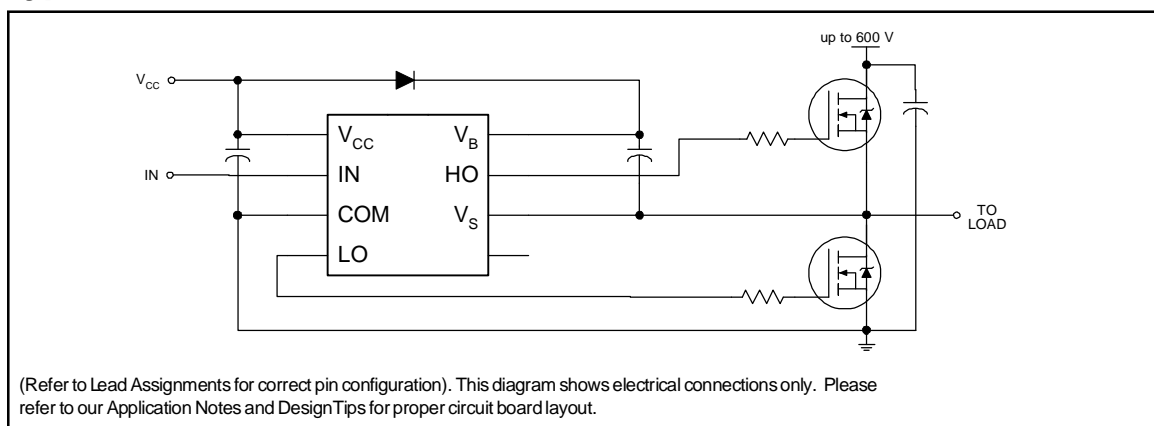 up to 600 V
VCC
VCC
VB
IN
IN
HO
COM
VS
TO
LOAD
LO
(Refer to Lead Assignments for correct pin configuration). This diagram shows electrical connections only. Please
refer to our Application Notes and DesignTips for proper circuit board layout.